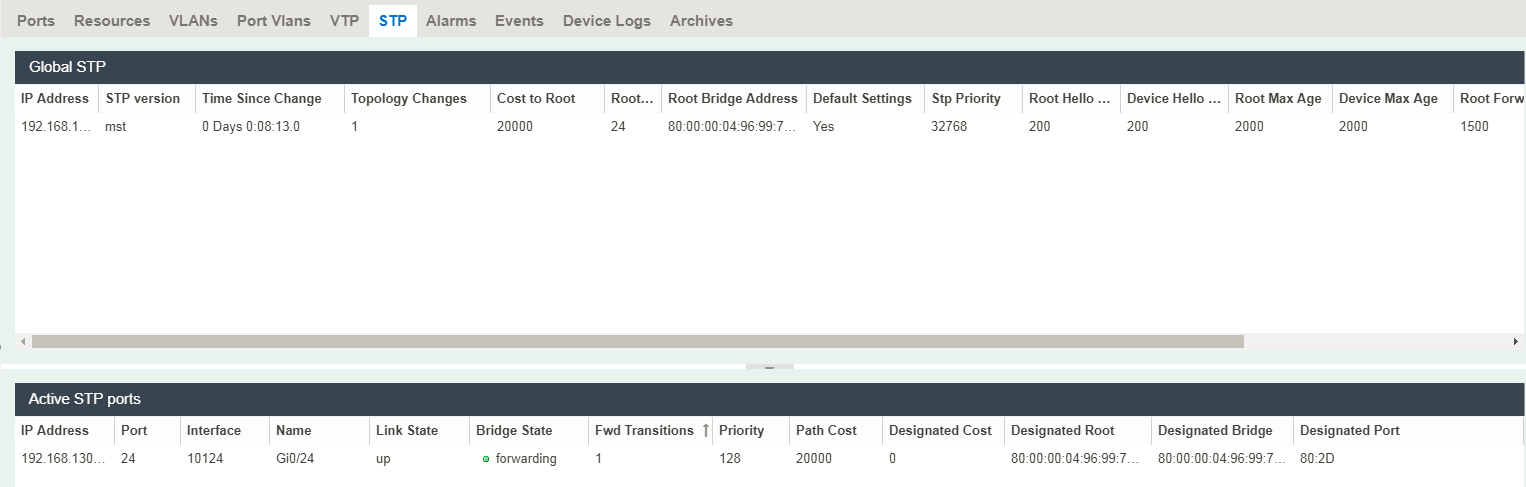 Ports Resources VLANs Port Vlans VTP STP Alarms Events Device Logs Archives
Global STP
IP Address STP version Time Since Change Topology Changes Cost to Root Root... Root Bridge Address Default Settings Stp Priority Root Hello ... Device Hello ... Root Max Age Device Max Age Root Forw
192.168.1... mst 0 Days 0:08:13.0 1 20000 24 80:00:00:04:96:99:7... Yes 32768 200 200 2000 2000 1500
Active STP ports
IP Address Port Interface Name Link State Bridge State Fwd Transitions ↑ Priority Path Cost Designated Cost Designated Root Designated Bridge Designated Port
192.168.130... 24 10124 Gi0/24 up forwarding 1 128 20000 0 80:00:00:04:96:99:7... 80:00:00:04:96:99:7... 80:2D